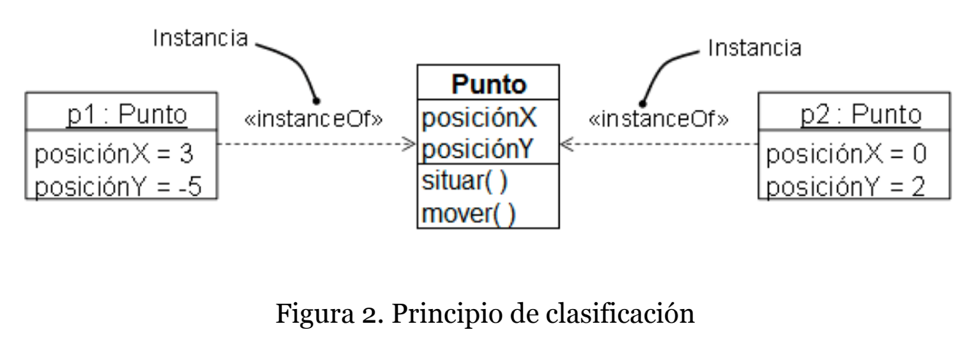 Instancia
Instancia
p1 : Punto
posiciónX = 3
posiciónY = -5
«instanceOf»
Punto
posiciónX
posiciónY
situar( )
mover( )
«instanceOf»
p2 : Punto
posiciónX = 0
posiciónY = 2
Figura 2. Principio de clasificación